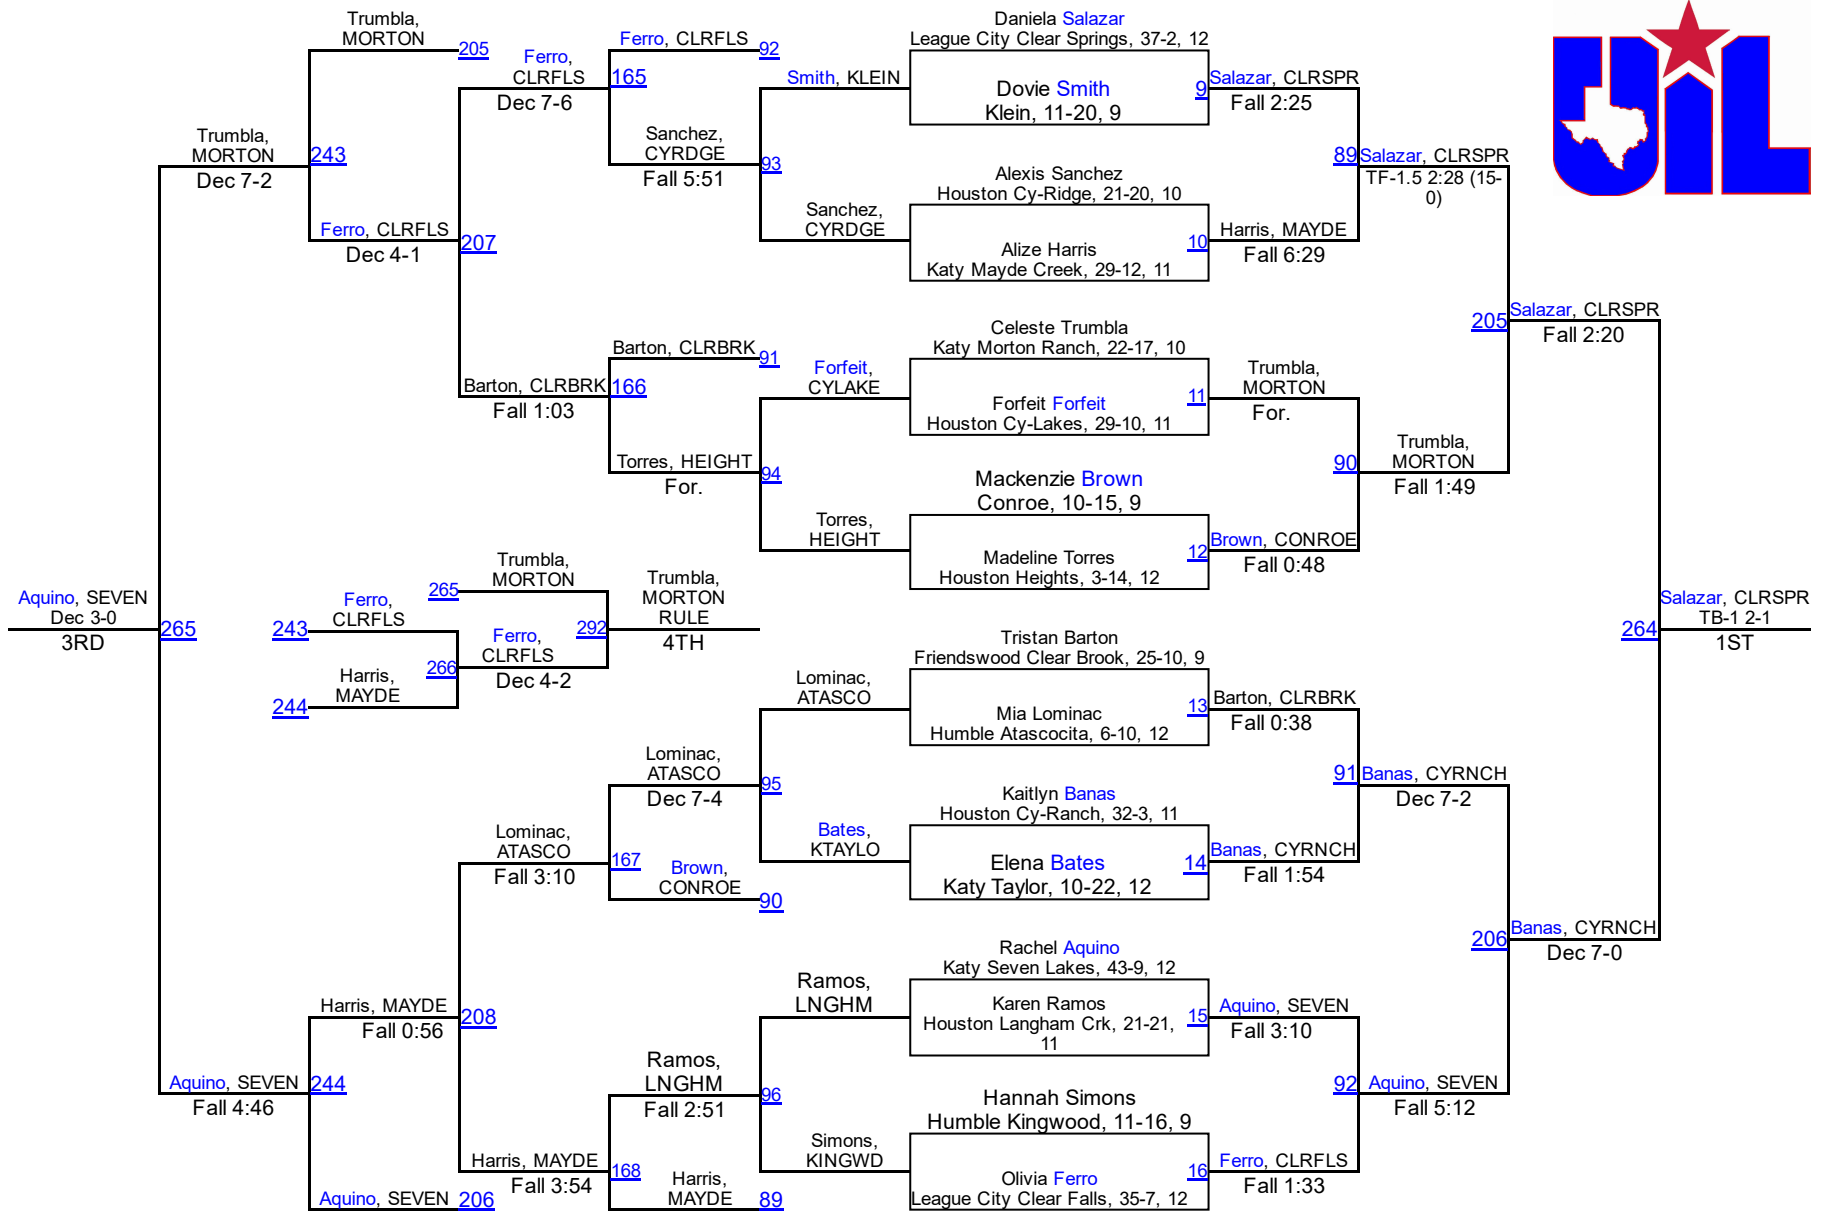 Trumbla,
MORTON
205
Ferro,
CLRFLS
Dec 7-6
Ferro, CLRFLS
92
165
Smith, KLEIN
Daniela Salazar
League City Clear Springs, 37-2, 12
Dovie Smith
Klein, 11-20, 9
9
Salazar, CLRSPR
Fall 2:25
Trumbla,
MORTON
Dec 7-2
243
Sanchez,
CYRDGE
Fall 5:51
93
Alexis Sanchez
Houston Cy-Ridge, 21-20, 10
89
Salazar, CLRSPR
TF-1.5 2:28 (15-
0)
Ferro, CLRFLS
Dec 4-1
207
Sanchez,
CYRDGE
Alize Harris
Katy Mayde Creek, 29-12, 11
10
Harris, MAYDE
Fall 6:29
205
Salazar, CLRSPR
Fall 2:20
Barton, CLRBRK
91
Celeste Trumbla
Katy Morton Ranch, 22-17, 10
Barton, CLRBRK
Fall 1:03
166
Forfeit,
CYLAKE
Forfeit Forfeit
Houston Cy-Lakes, 29-10, 11
11
Trumbla,
MORTON
For.
Torres, HEIGHT
For.
94
Mackenzie Brown
Conroe, 10-15, 9
90
Trumbla,
MORTON
Fall 1:49
Torres,
HEIGHT
Madeline Torres
Houston Heights, 3-14, 12
12
Brown, CONROE
Fall 0:48
Aquino, SEVEN
Dec 3-0
3RD
265
243
Ferro,
CLRFLS
244
Harris,
MAYDE
265
Trumbla,
MORTON
266
Ferro,
CLRFLS
Dec 4-2
292
Trumbla,
MORTON
RULE
4TH
264
Salazar, CLRSPR
TB-1 2-1
1ST
Tristan Barton
Friendswood Clear Brook, 25-10, 9
Lominac,
ATASCO
Mia Lominac
Humble Atascocita, 6-10, 12
13
Barton, CLRBRK
Fall 0:38
Lominac,
ATASCO
Dec 7-4
95
Kaitlyn Banas
Houston Cy-Ranch, 32-3, 11
91
Banas, CYRNCH
Dec 7-2
Lominac,
ATASCO
Fall 3:10
167
Brown,
CONROE
90
Bates,
KTAYLO
Elena Bates
Katy Taylor, 10-22, 12
14
Banas, CYRNCH
Fall 1:54
206
Banas, CYRNCH
Dec 7-0
Rachel Aquino
Katy Seven Lakes, 43-9, 12
Harris, MAYDE
Fall 0:56
208
Ramos,
LNGHM
Karen Ramos
Houston Langham Crk, 21-21,
11
15
Aquino, SEVEN
Fall 3:10
Aquino, SEVEN
Fall 4:46
244
Ramos,
LNGHM
Fall 2:51
96
Hannah Simons
Humble Kingwood, 11-16, 9
92
Aquino, SEVEN
Fall 5:12
Harris, MAYDE
Fall 3:54
168
Simons,
KINGWD
Olivia Ferro
League City Clear Falls, 35-7, 12
16
Ferro, CLRFLS
Fall 1:33
Aquino, SEVEN
206
Harris,
MAYDE
89
UIL